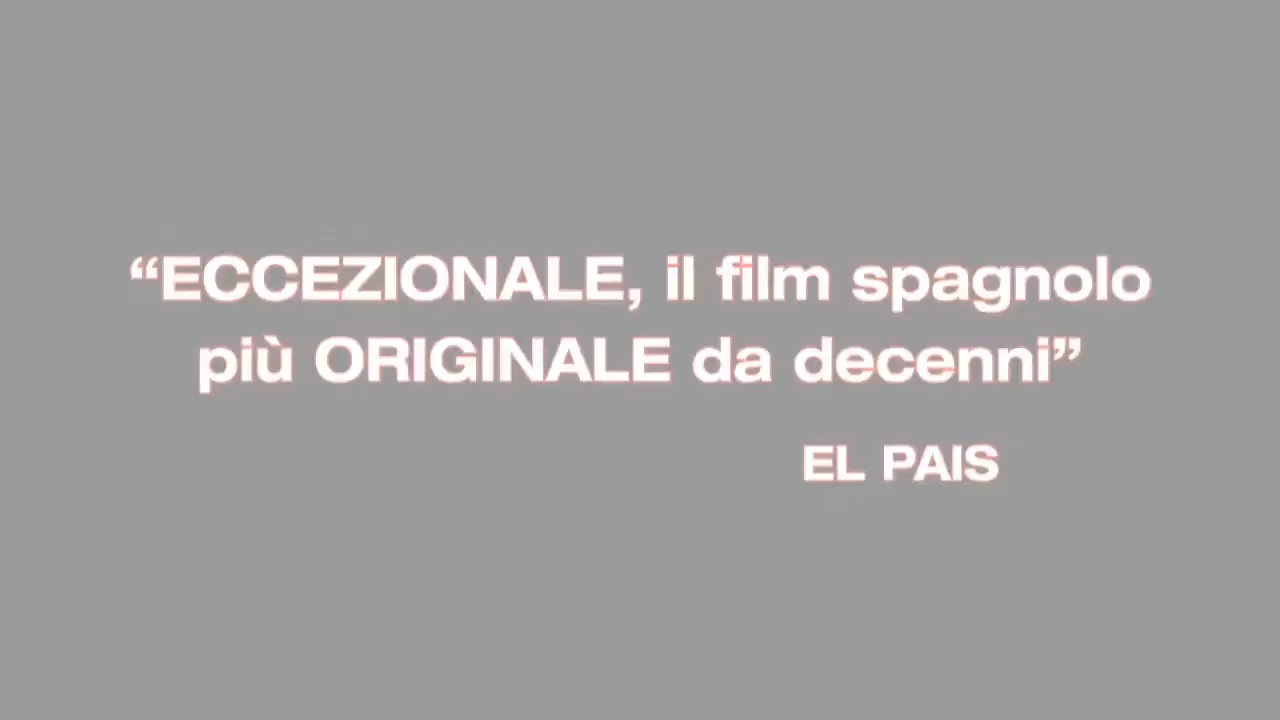 “ECCEZIONALE, il film spagnolo
più ORIGINALE da decenni”
EL PAIS